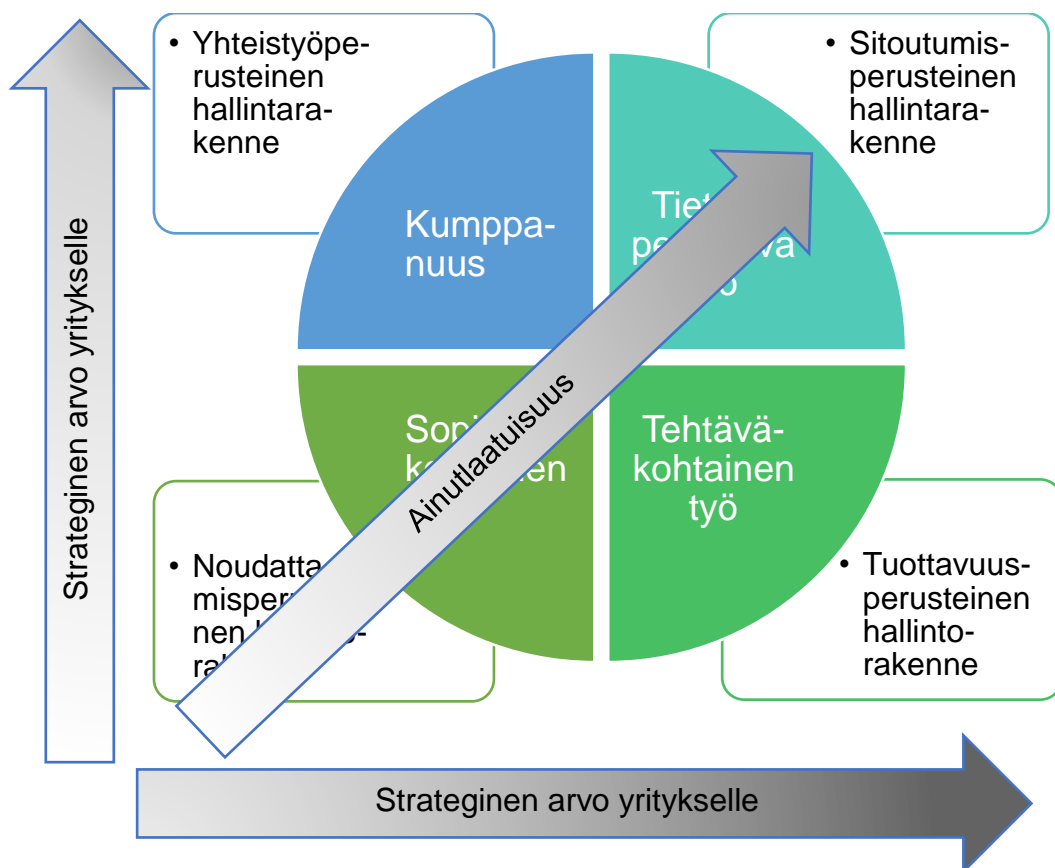 • Yhteistyöpe-
rusteinen
hallintara-
kenne
• Sitoutumis-
perusteinen
hallintara-
kenne
Kumppa-
nuus
Strateginen arvo yritykselle
Ainutlaatuisuus
Tehtävä-
kohtainen
työ
• Tuottavuus-
perusteinen
hallinto-
rakenne
Strateginen arvo yritykselle